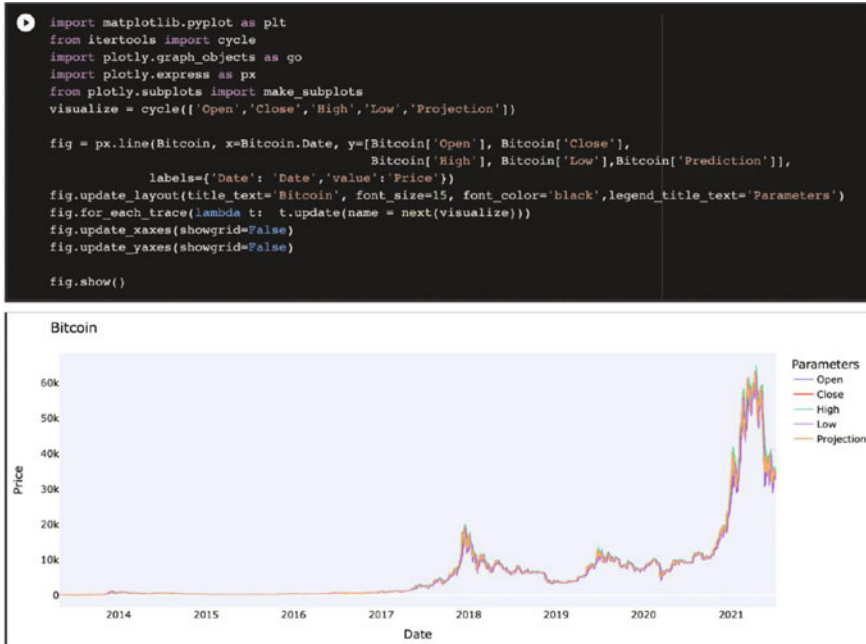 import matplotlib.pyplot as plt
from itertools import cycle
import plotly.graph_objects as go
import plotly.express as px
from plotly.subplots import make_subplots
visualize = cycle(['Open','Close','High','Low','Projection'])
fig = px.line(Bitcoin, x=Bitcoin.Date, y=[Bitcoin['Open'], Bitcoin['Close'],
Bitcoin['High'], Bitcoin['Low'],Bitcoin['Prediction']],
labels={'Date': 'Date','value':'Price'})
fig.update_layout(title_text='Bitcoin', font_size=15, font_color='black',legend_title_text='Parameters')
fig.for_each_trace(lambda t:  t.update(name = next(visualize)))
fig.update_xaxes(showgrid=False)
fig.update_yaxes(showgrid=False)
fig.show()
Bitcoin
Parameters
Open
Close
High
Low
Projection
60k
50k
40k
30k
20k
10k
0
Price
2014 2015 2016 2017 2018 2019 2020 2021
Date